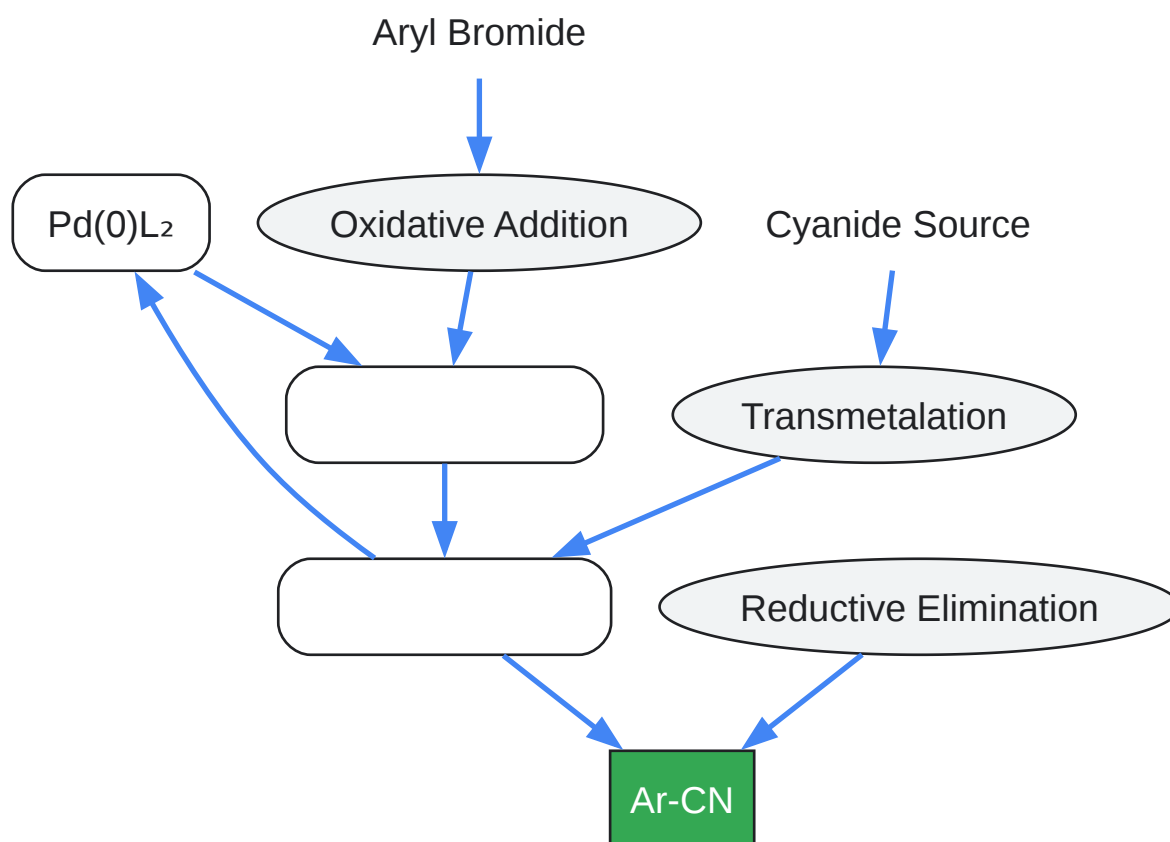 Aryl Bromide
Pd(0)L₂
Oxidative Addition
Cyanide Source
Transmetalation
Reductive Elimination
Ar-CN